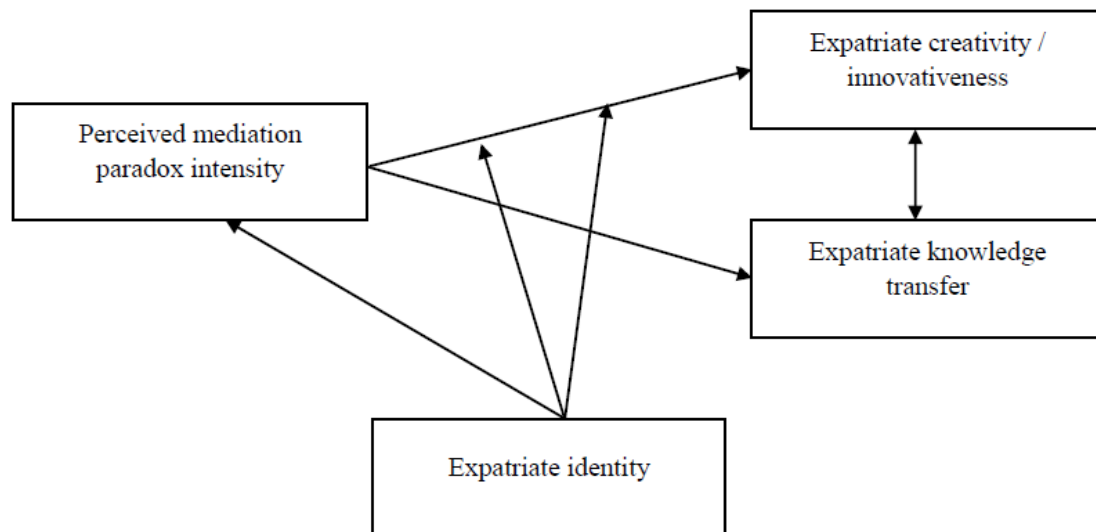 Expatriate creativity /
innovativeness
Perceived mediation
paradox intensity
Expatriate knowledge
transfer
Expatriate identity